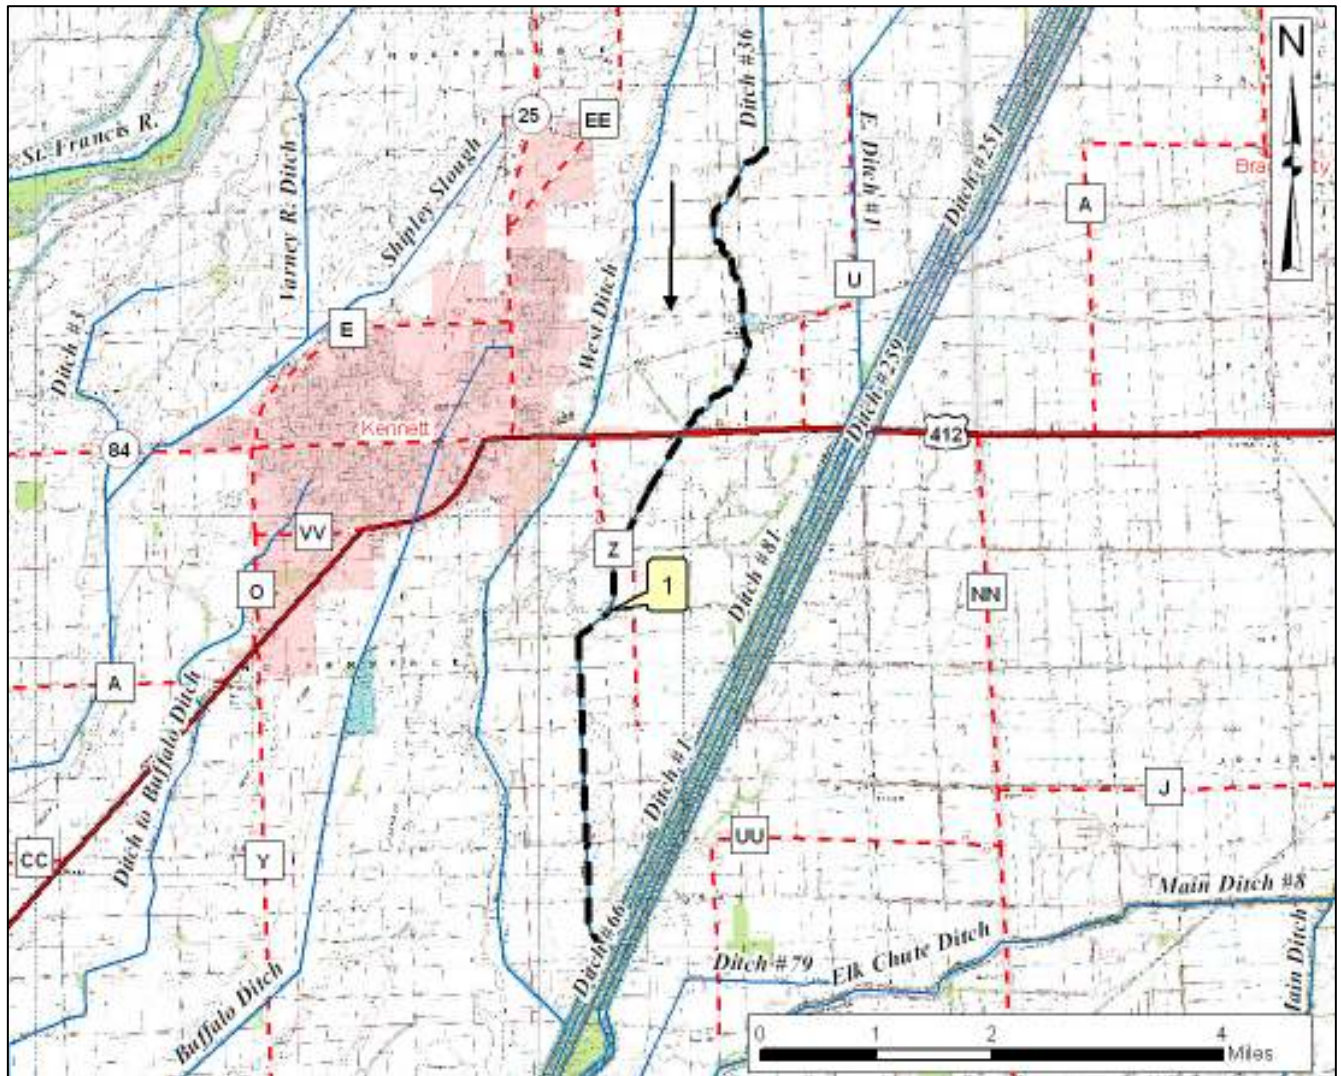 Ditch #36
N
25
EE
St. Francis R.
Varney R. Ditch
Shipley Slough
E. Ditch #1
Ditch #251
A
U
Ditch #3
E
West Ditch
Ditch #259
Kennett
412
84
VV
Z
1
O
Ditch #81
NN
A
Ditch to Buffalo Ditch
Ditch #1
J
UU
CC
Y
Main Ditch #8
Ditch #66
Ditch #79
Elk Chute Ditch
Buffalo Ditch
0
1
2
4
Miles